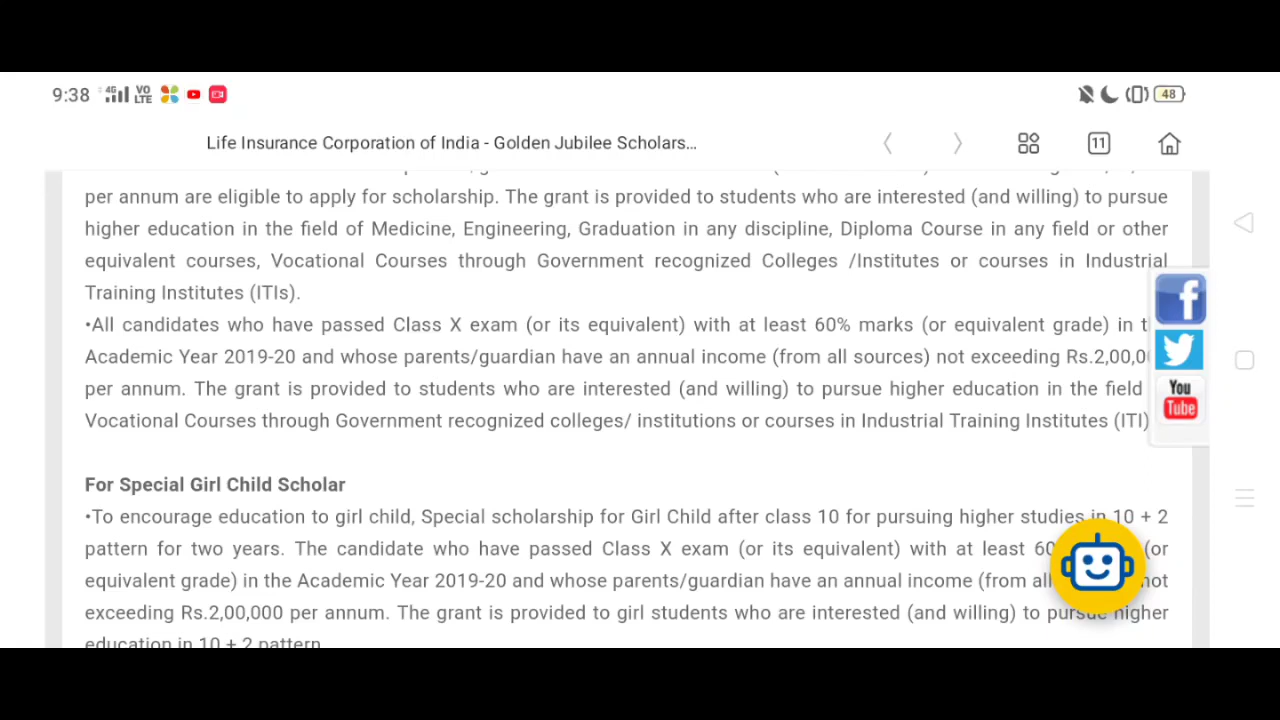 9:38 4G VO LTE 48
Life Insurance Corporation of India - Golden Jubilee Scholars... 11
per annum are eligible to apply for scholarship. The grant is provided to students who are interested (and willing) to pursue
higher education in the field of Medicine, Engineering, Graduation in any discipline, Diploma Course in any field or other
equivalent courses, Vocational Courses through Government recognized Colleges /Institutes or courses in Industrial
Training Institutes (ITIs).
•All candidates who have passed Class X exam (or its equivalent) with at least 60% marks (or equivalent grade) in
Academic Year 2019-20 and whose parents/guardian have an annual income (from all sources) not exceeding
per annum. The grant is provided to students who are interested (and willing) to pursue higher education in the field
Vocational Courses through Government recognized colleges/ institutions or courses in Industrial Training Institutes (ITI)
You
Tube
For Special Girl Child Scholar
•To encourage education to girl child, Special scholarship for Girl Child after class 10 for pursuing higher studies in 10 + 2
pattern for two years. The candidate who have passed Class X exam (or its equivalent) with at least (or
equivalent grade) in the Academic Year 2019-20 and whose parents/guardian have an annual income (from all not
exceeding Rs.2,00,000 per annum. The grant is provided to girl students who are interested (and willing) to pursue higher
education in 10 + 2 pattern